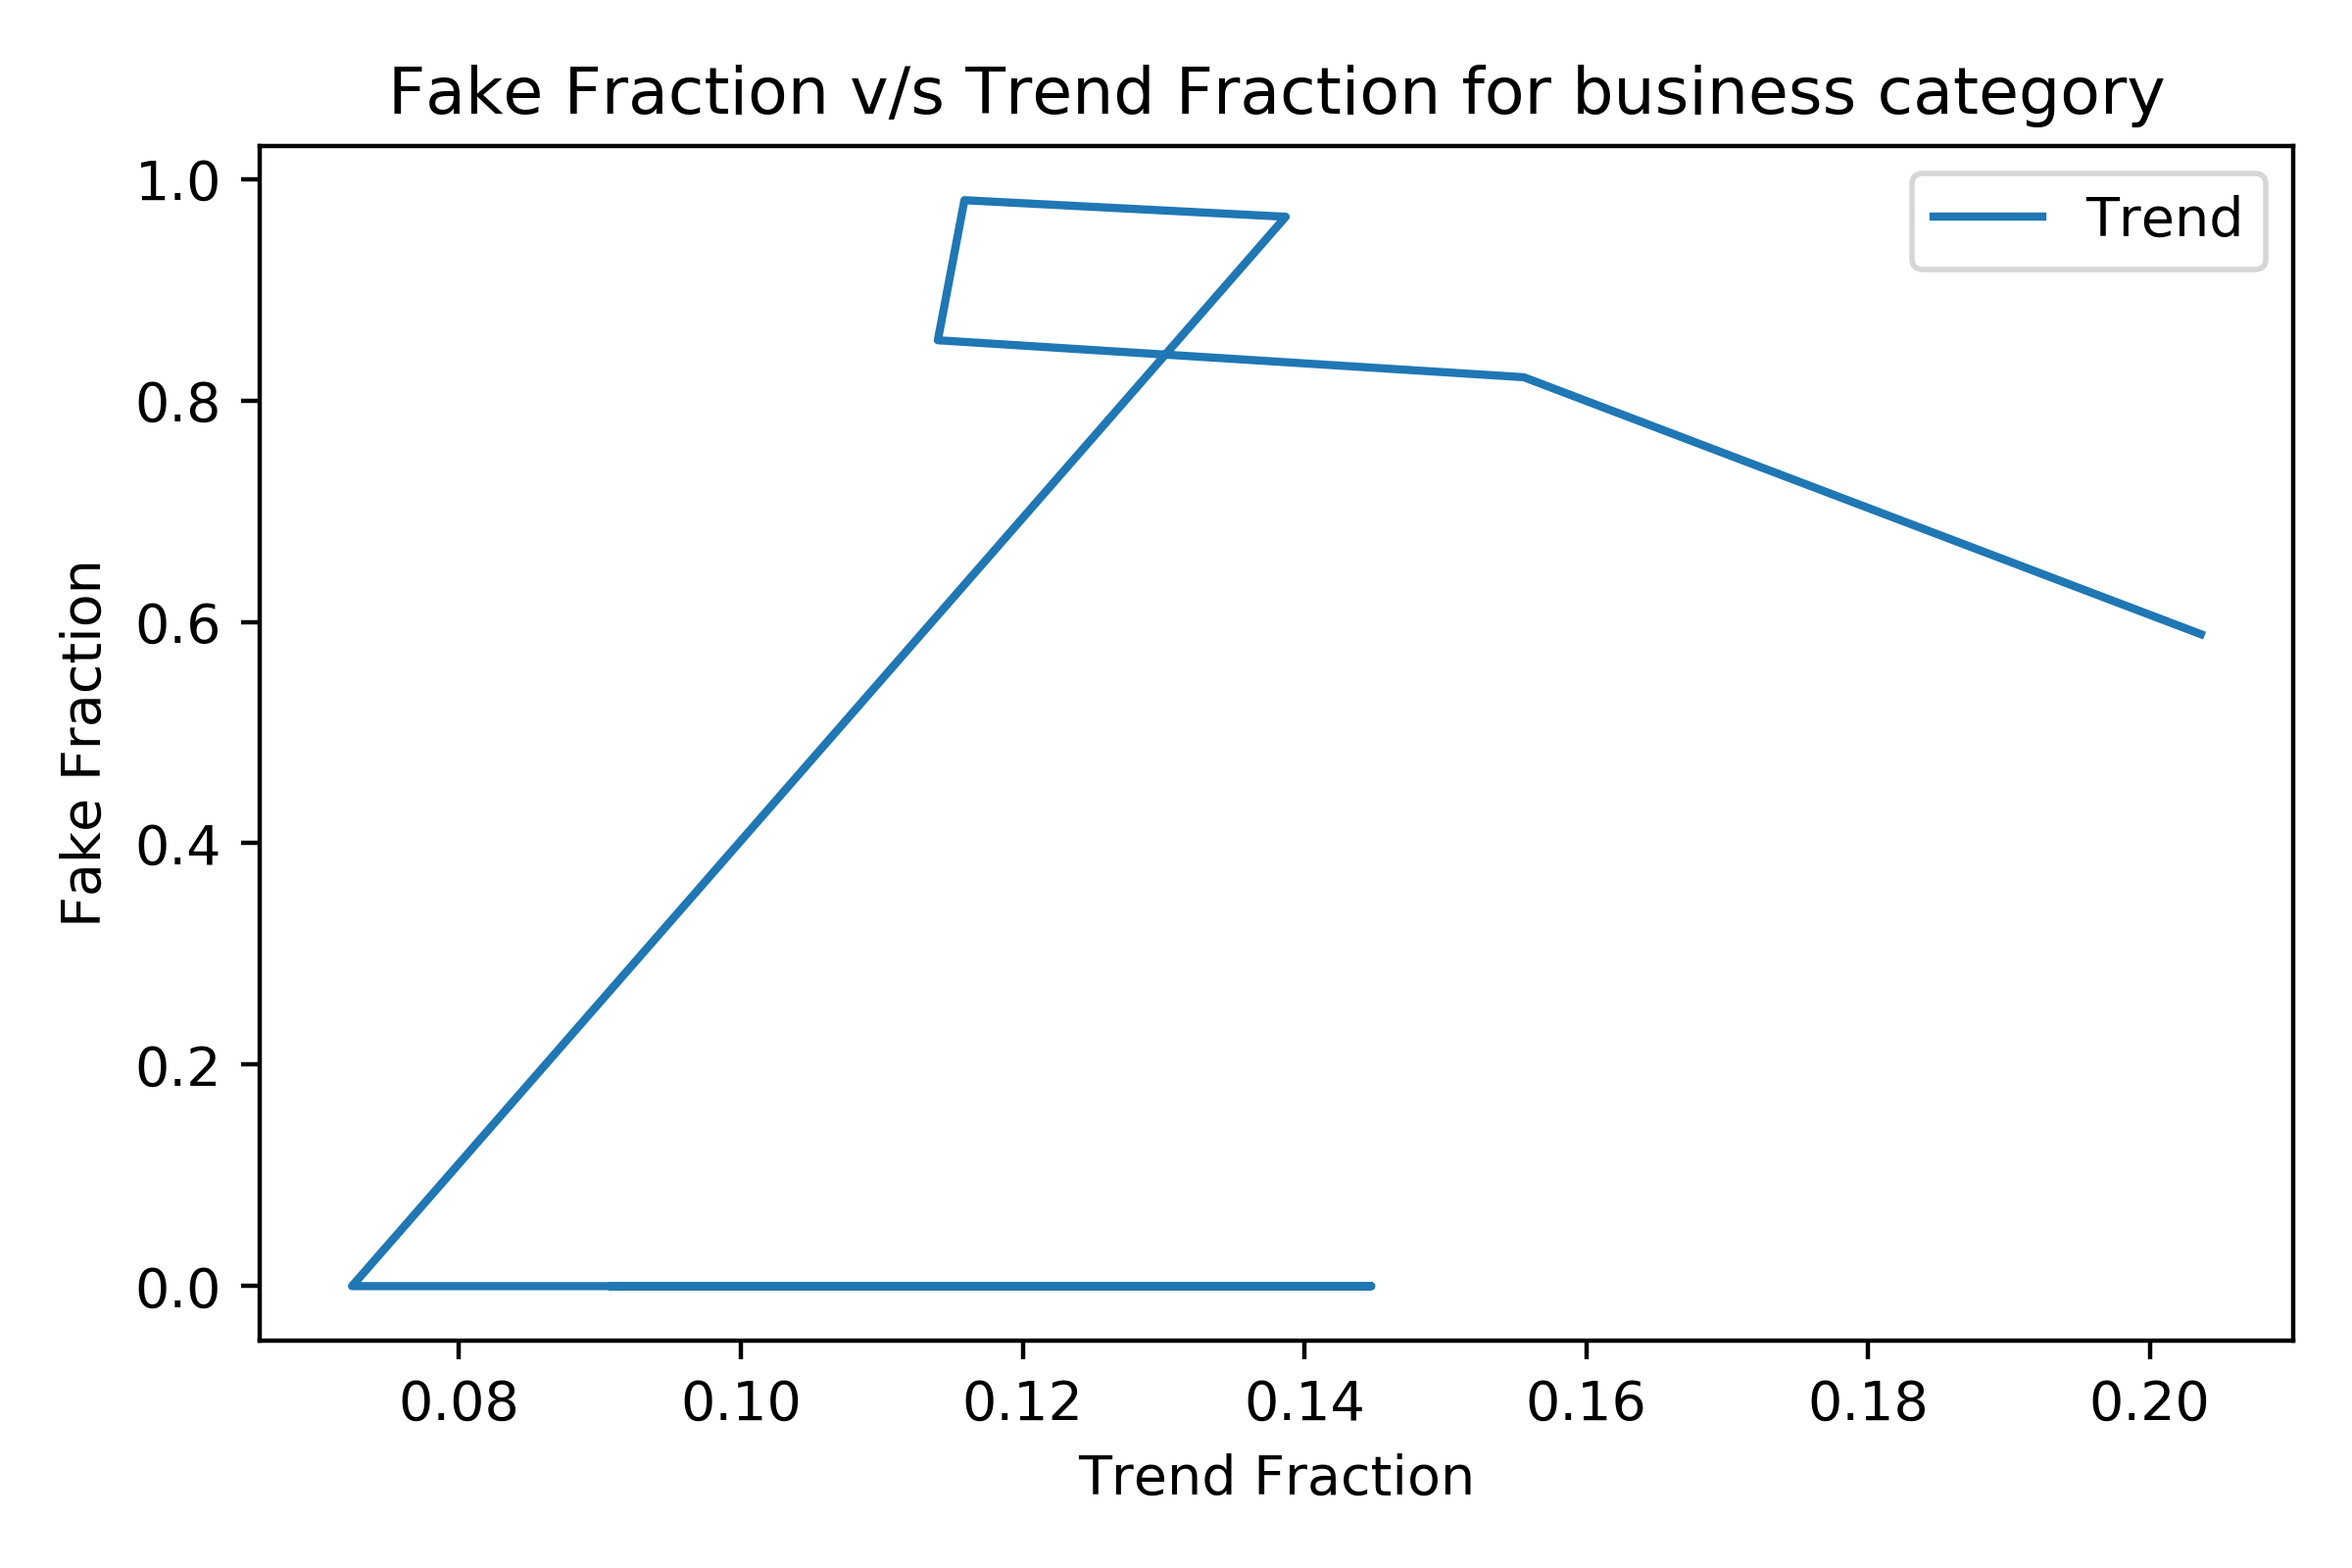 Fake Fraction v/s Trend Fraction for business category
Trend
Fake Fraction
1.0
0.8
0.6
0.4
0.2
0.0
0.08 0.10 0.12 0.14 0.16 0.18 0.20
Trend Fraction